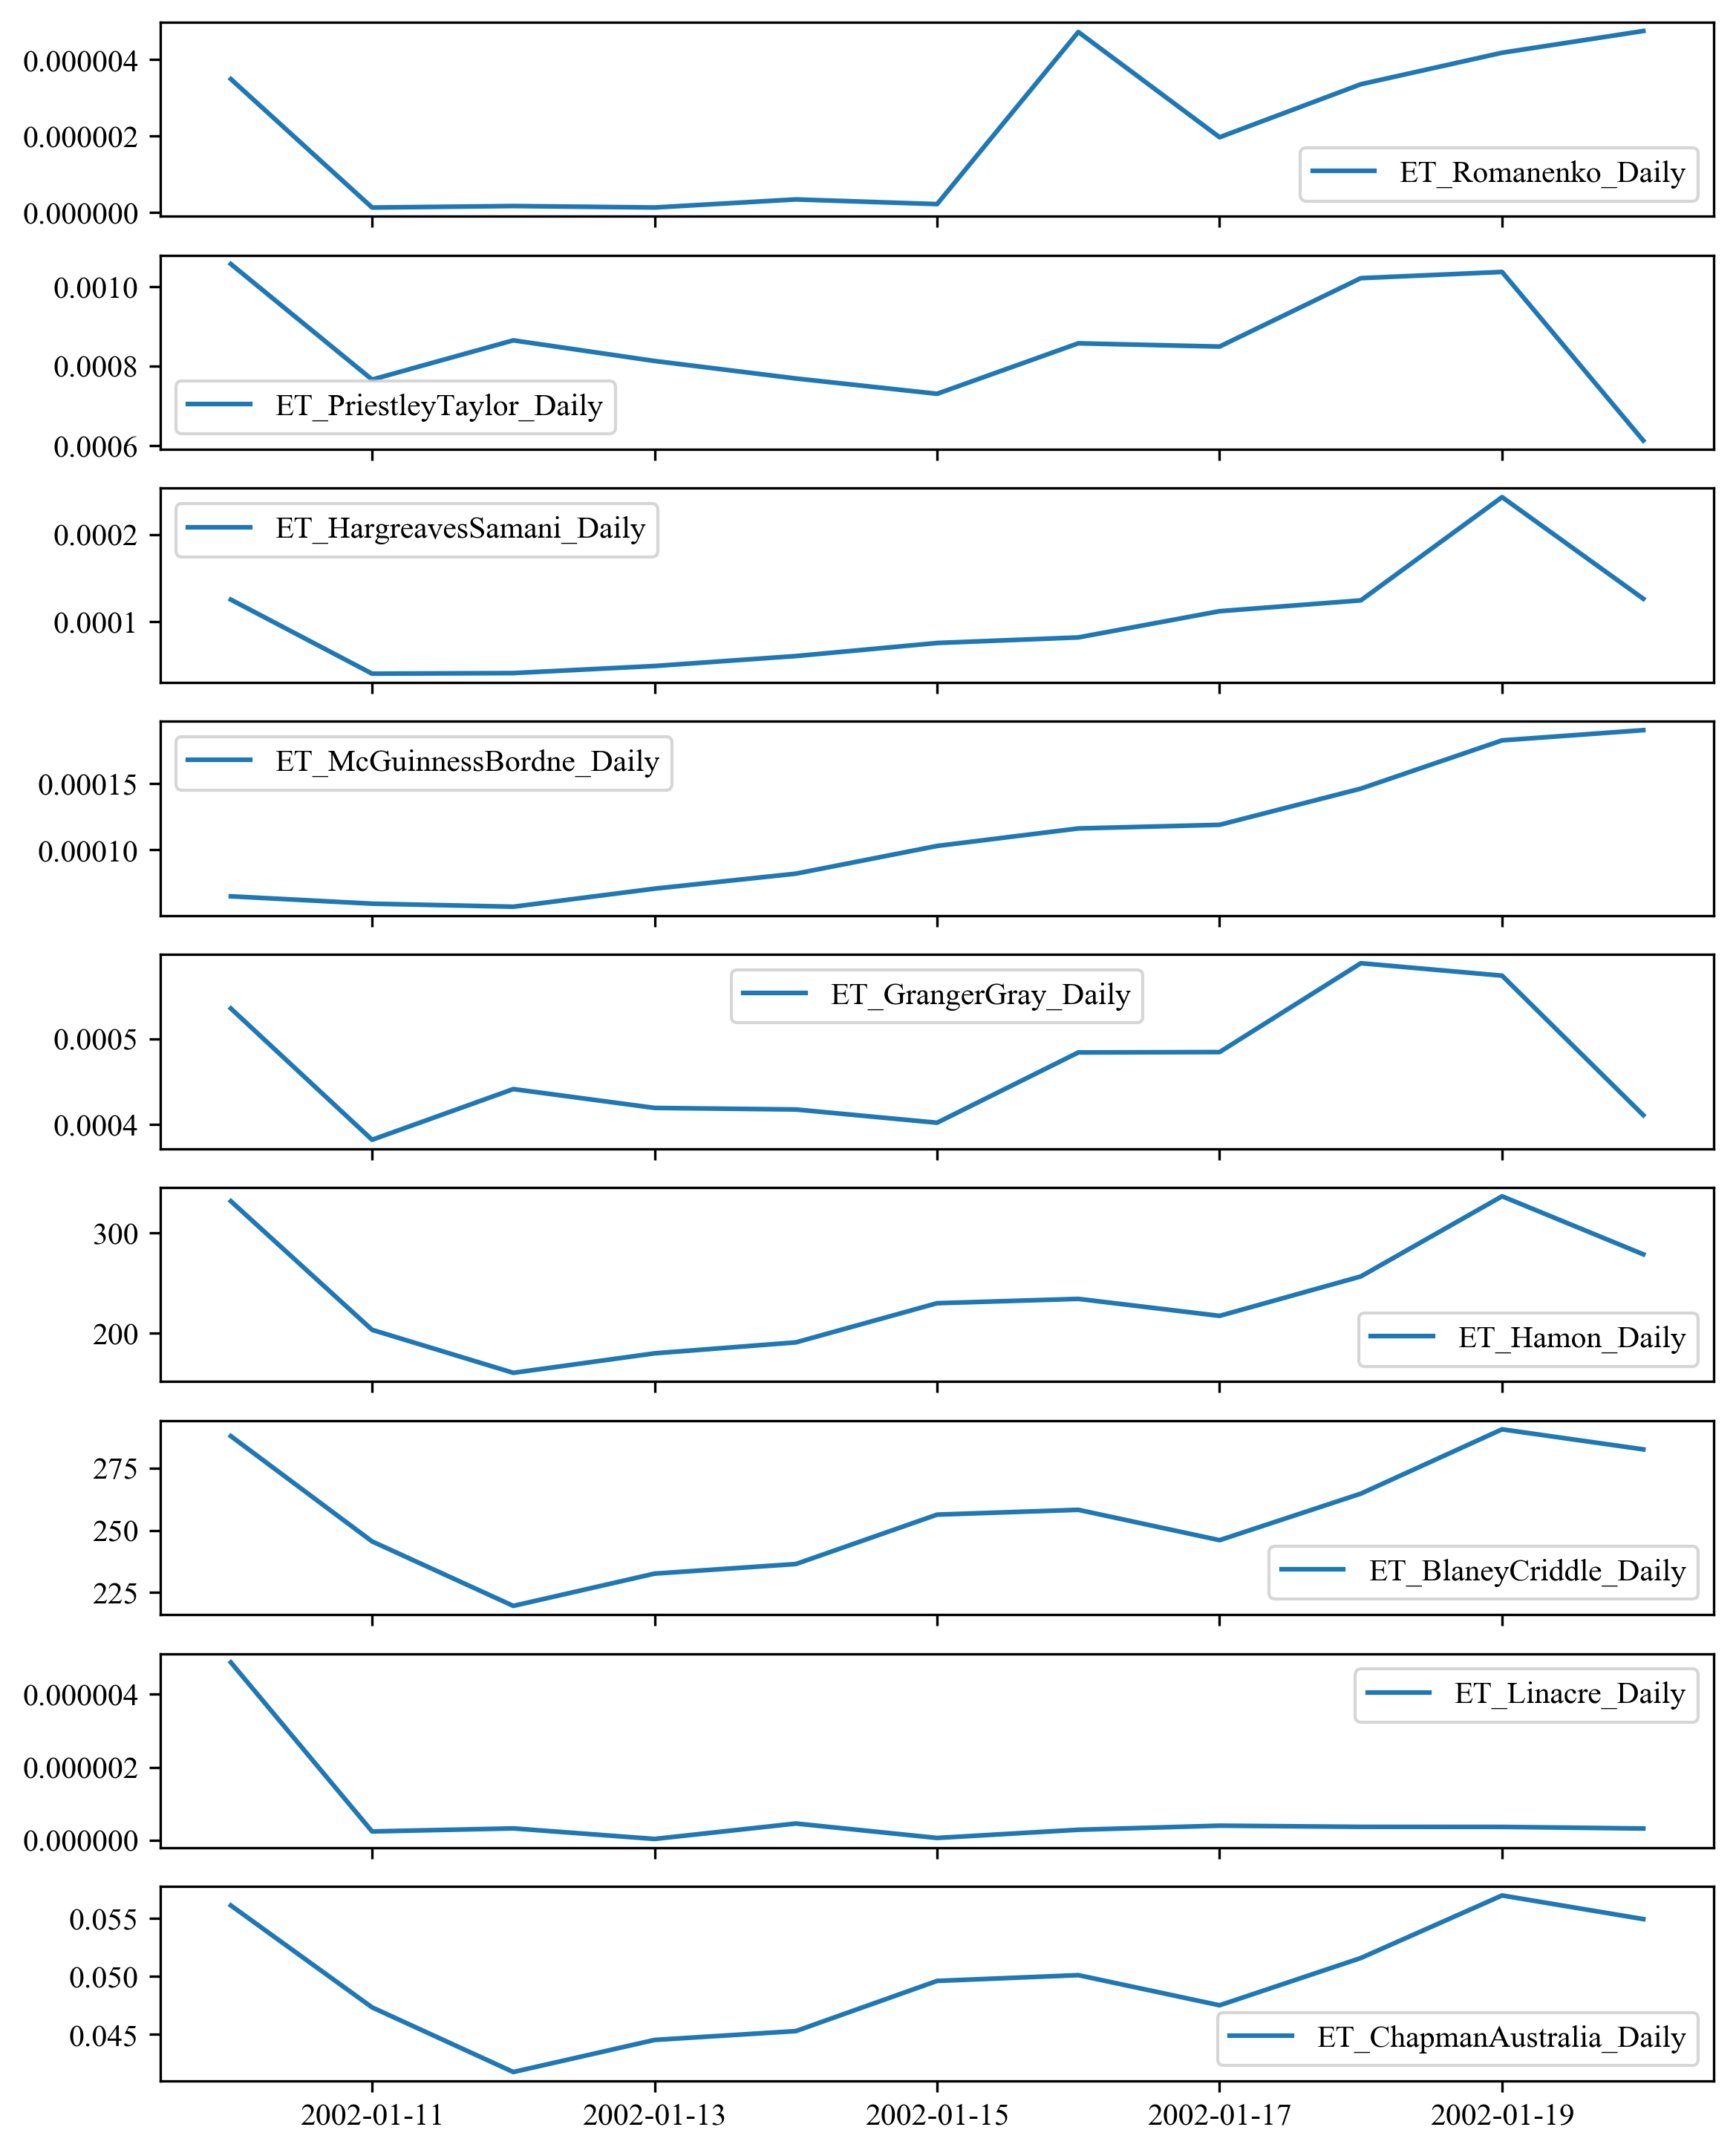 0.000004
0.000002
0.000000
ET_Romanenko_Daily
0.0010
0.0008
0.0006
ET_PriestleyTaylor_Daily
0.0002
0.0001
ET_HargreavesSamani_Daily
0.00015
0.00010
ET_McGuinnessBordne_Daily
0.0005
0.0004
ET_GrangerGray_Daily
300
200
ET_Hamon_Daily
275
250
225
ET_BlaneyCriddle_Daily
0.000004
0.000002
0.000000
ET_Linacre_Daily
0.055
0.050
0.045
ET_ChapmanAustralia_Daily
2002-01-11 2002-01-13 2002-01-15 2002-01-17 2002-01-19